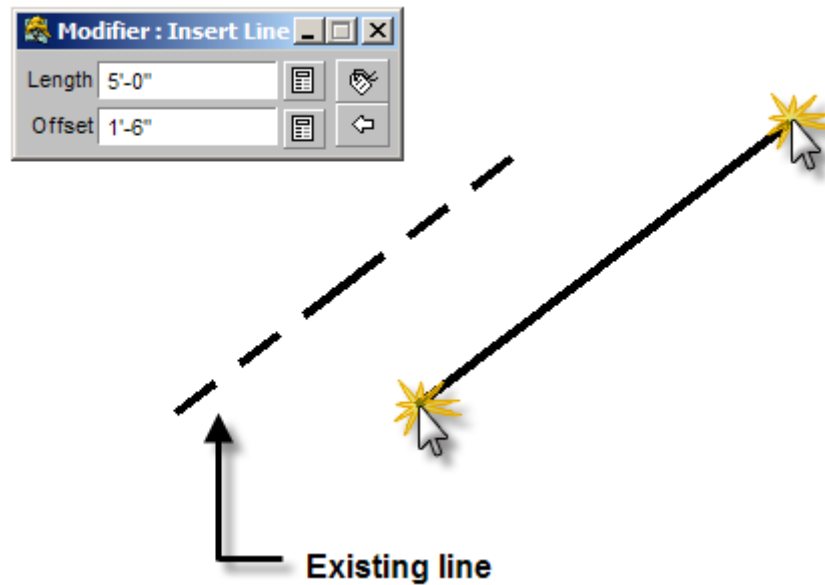 Modifier : Insert Line
Length 5'-0"
Offset 1'-6"
Existing line